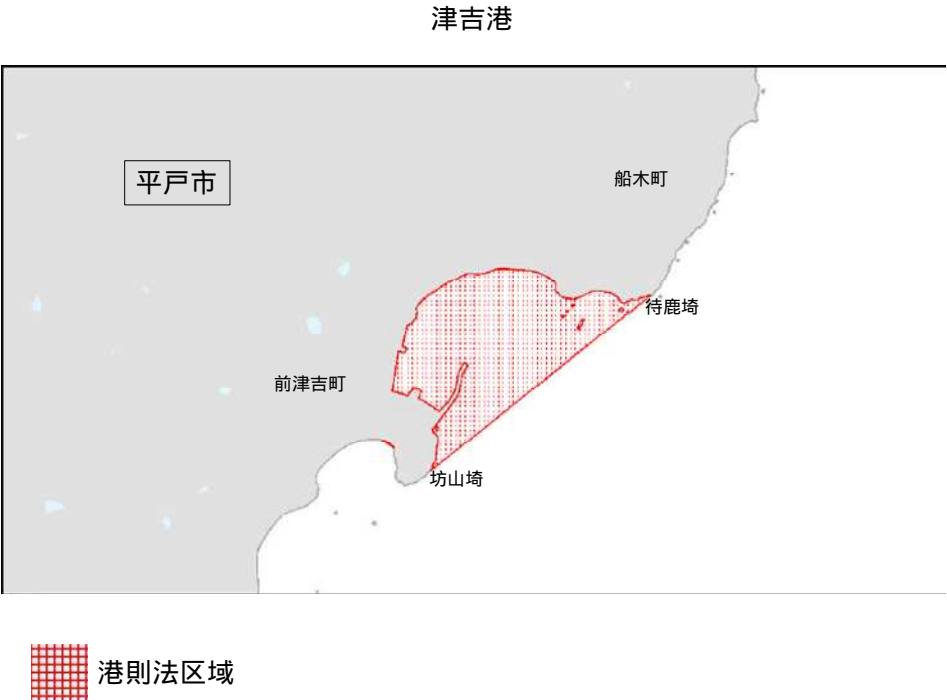 津吉港
平戸市
船木町
待鹿埼
前津吉町
坊山埼
港則法区域